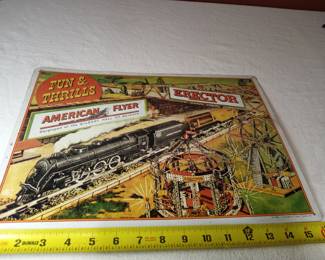 FUN &
THRILLS
AMERICAN FLYER
ERECTOR
2 DEWALT 3 4 5 6 7 8 9 10 11 12 13 14 15